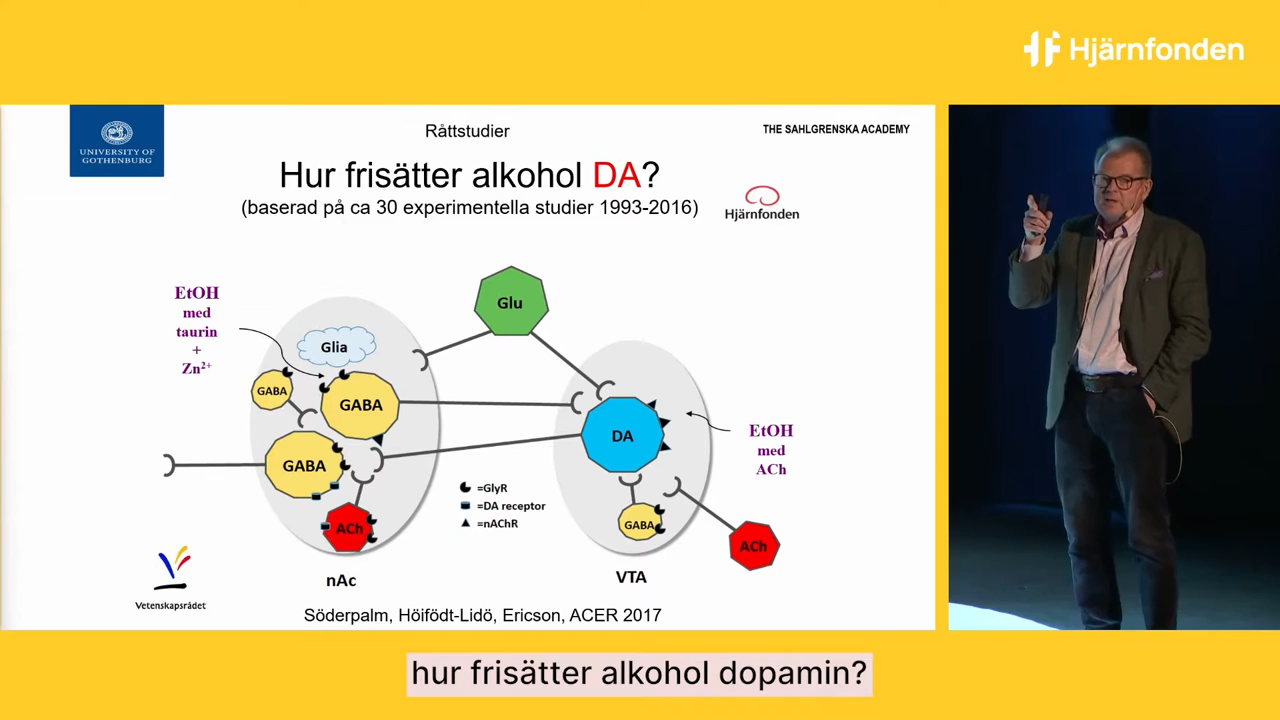 Hjärnfonden
UNIVERSITY OF
GOTHENBURG
Råttstudier
THE SAHLGRENSKA ACADEMY
Hur frisätter alkohol DA?
(baserad på ca 30 experimentella studier 1993-2016)
Hjärnfonden
EtOH
med
taurin
+
Zn²⁺
Glu
Glia
GABA
GABA
DA
EtOH
med
ACh
GABA
=GlyR
=DA receptor
=nAChR
ACh
GABA
ACh
nAc
VTA
Vetenskapsrådet
Söderpalm, Höifödt-Lidö, Ericson, ACER 2017
hur frisätter alkohol dopamin?